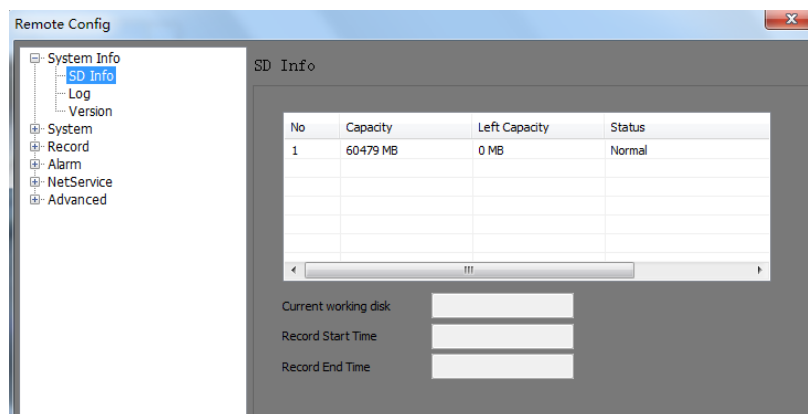 Remote Config
System Info
SD Info
Log
Version
System
Record
Alarm
NetService
Advanced
SD Info
No Capacity Left Capacity Status
1 60479 MB 0 MB Normal
Current working disk
Record Start Time
Record End Time